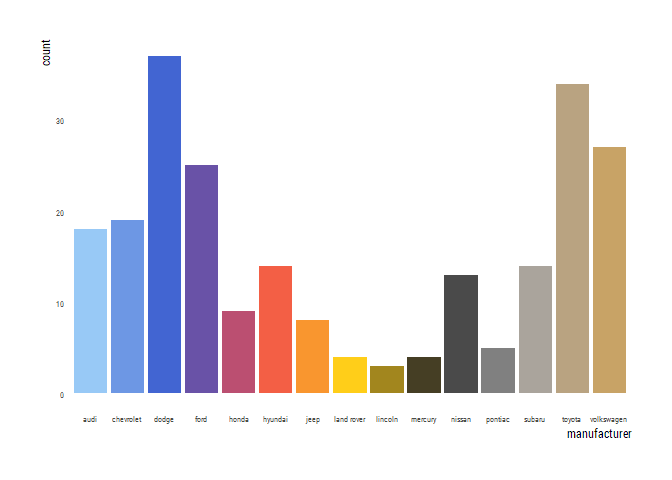 count
30
20
10
0
audi chevrolet dodge ford honda hyundai jeep land rover lincoln mercury nissan pontiac subaru toyota volkswagen
manufacturer